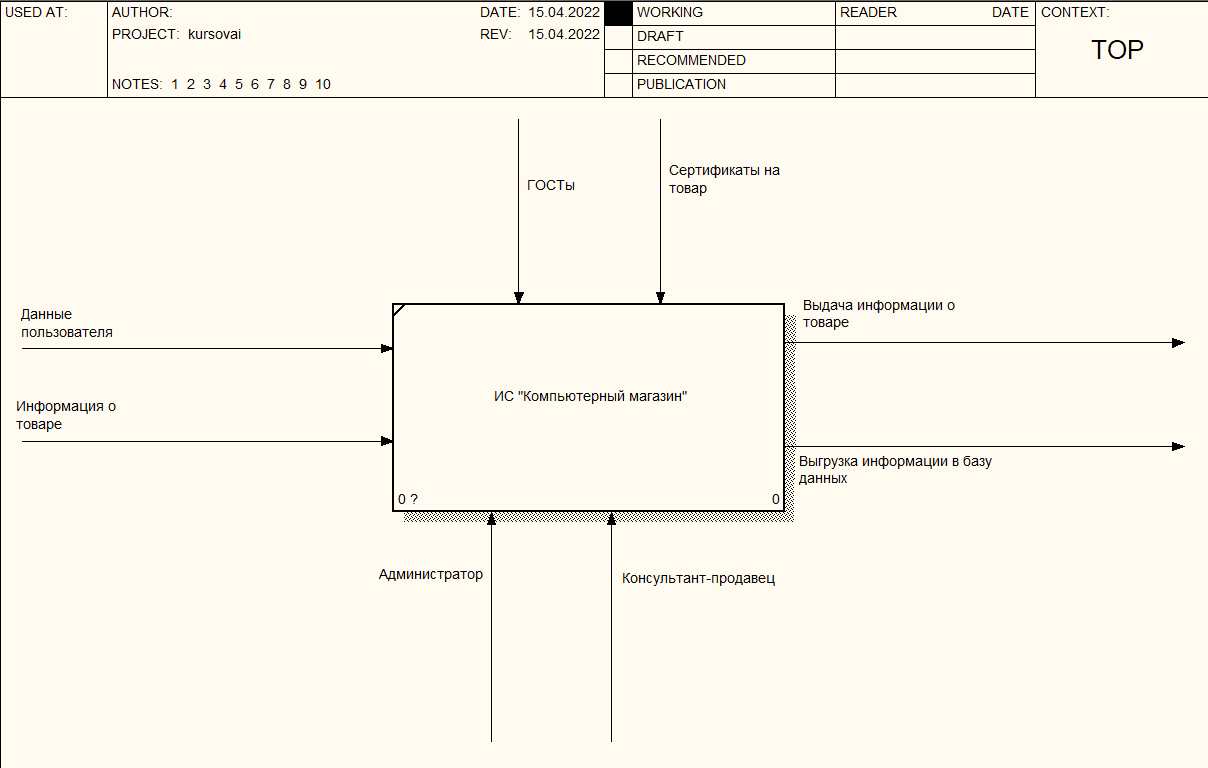 USED AT:
AUTHOR:
DATE: 15.04.2022
PROJECT: kursovai
REV: 15.04.2022
NOTES: 1 2 3 4 5 6 7 8 9 10
WORKING
DRAFT
RECOMMENDED
PUBLICATION
READER DATE
CONTEXT:
TOP
ГОСТы
Сертификаты на
товар
Данные
пользователя
Информация о
товаре
ИС "Компьютерный магазин"
0 ?
0
Выдача информации о
товаре
Выгрузка информации в базу
данных
Администратор
Консультант-продавец